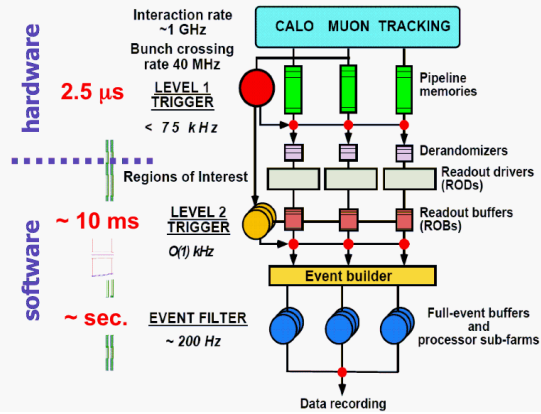 Interaction rate
~1 GHz
CALO MUON TRACKING
Bunch crossing
rate 40 MHz
hardware
2.5 μs
LEVEL 1
TRIGGER
< 75 kHz
Pipeline
memories
Derandomizers
Regions of Interest
Readout drivers
(RODs)
software
~ 10 ms
LEVEL 2
TRIGGER
O(1) kHz
Readout buffers
(ROBs)
Event builder
~ sec.
EVENT FILTER
~ 200 Hz
Full-event buffers
and
processor sub-farms
Data recording